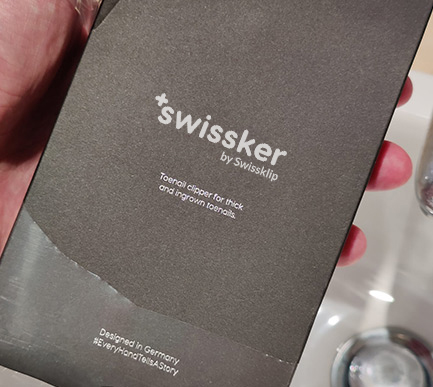 swissker
by Swissklip
Toenail clipper for thick
and ingrown toenails.
Designed in Germany
#EveryHandTellsAStory